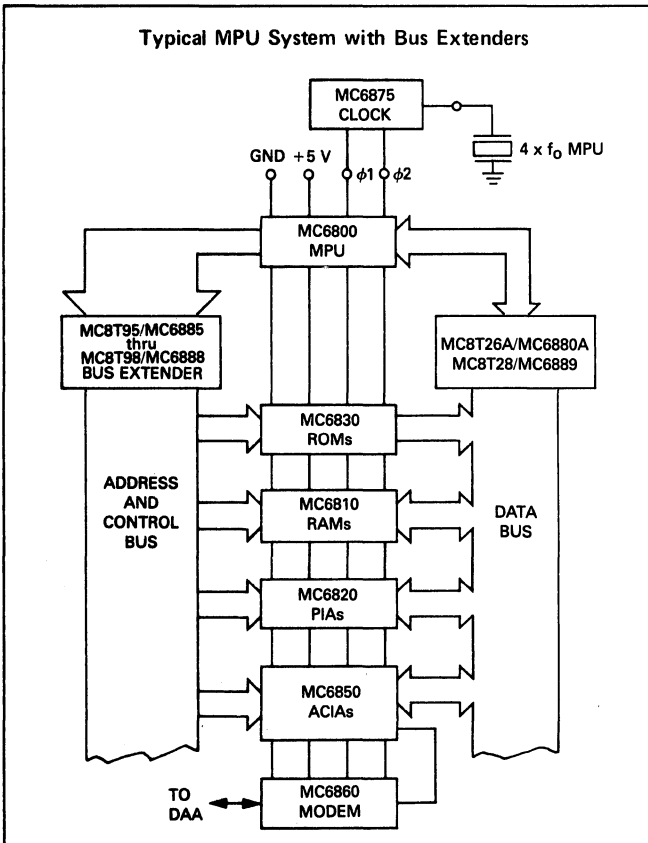 Typical MPU System with Bus Extenders
MC6875
CLOCK
4 x fo MPU
GND +5 V ϕ1 ϕ2
MC6800
MPU
MC8T95/MC6885
thru
MC8T98/MC6888
BUS EXTENDER
MC8T26A/MC6880A
MC8T28/MC6889
MC6830
ROMs
ADDRESS
AND
CONTROL
BUS
MC6810
RAMs
DATA
BUS
MC6820
PIAs
MC6850
ACIAs
TO
DAA
MC6860
MODEM